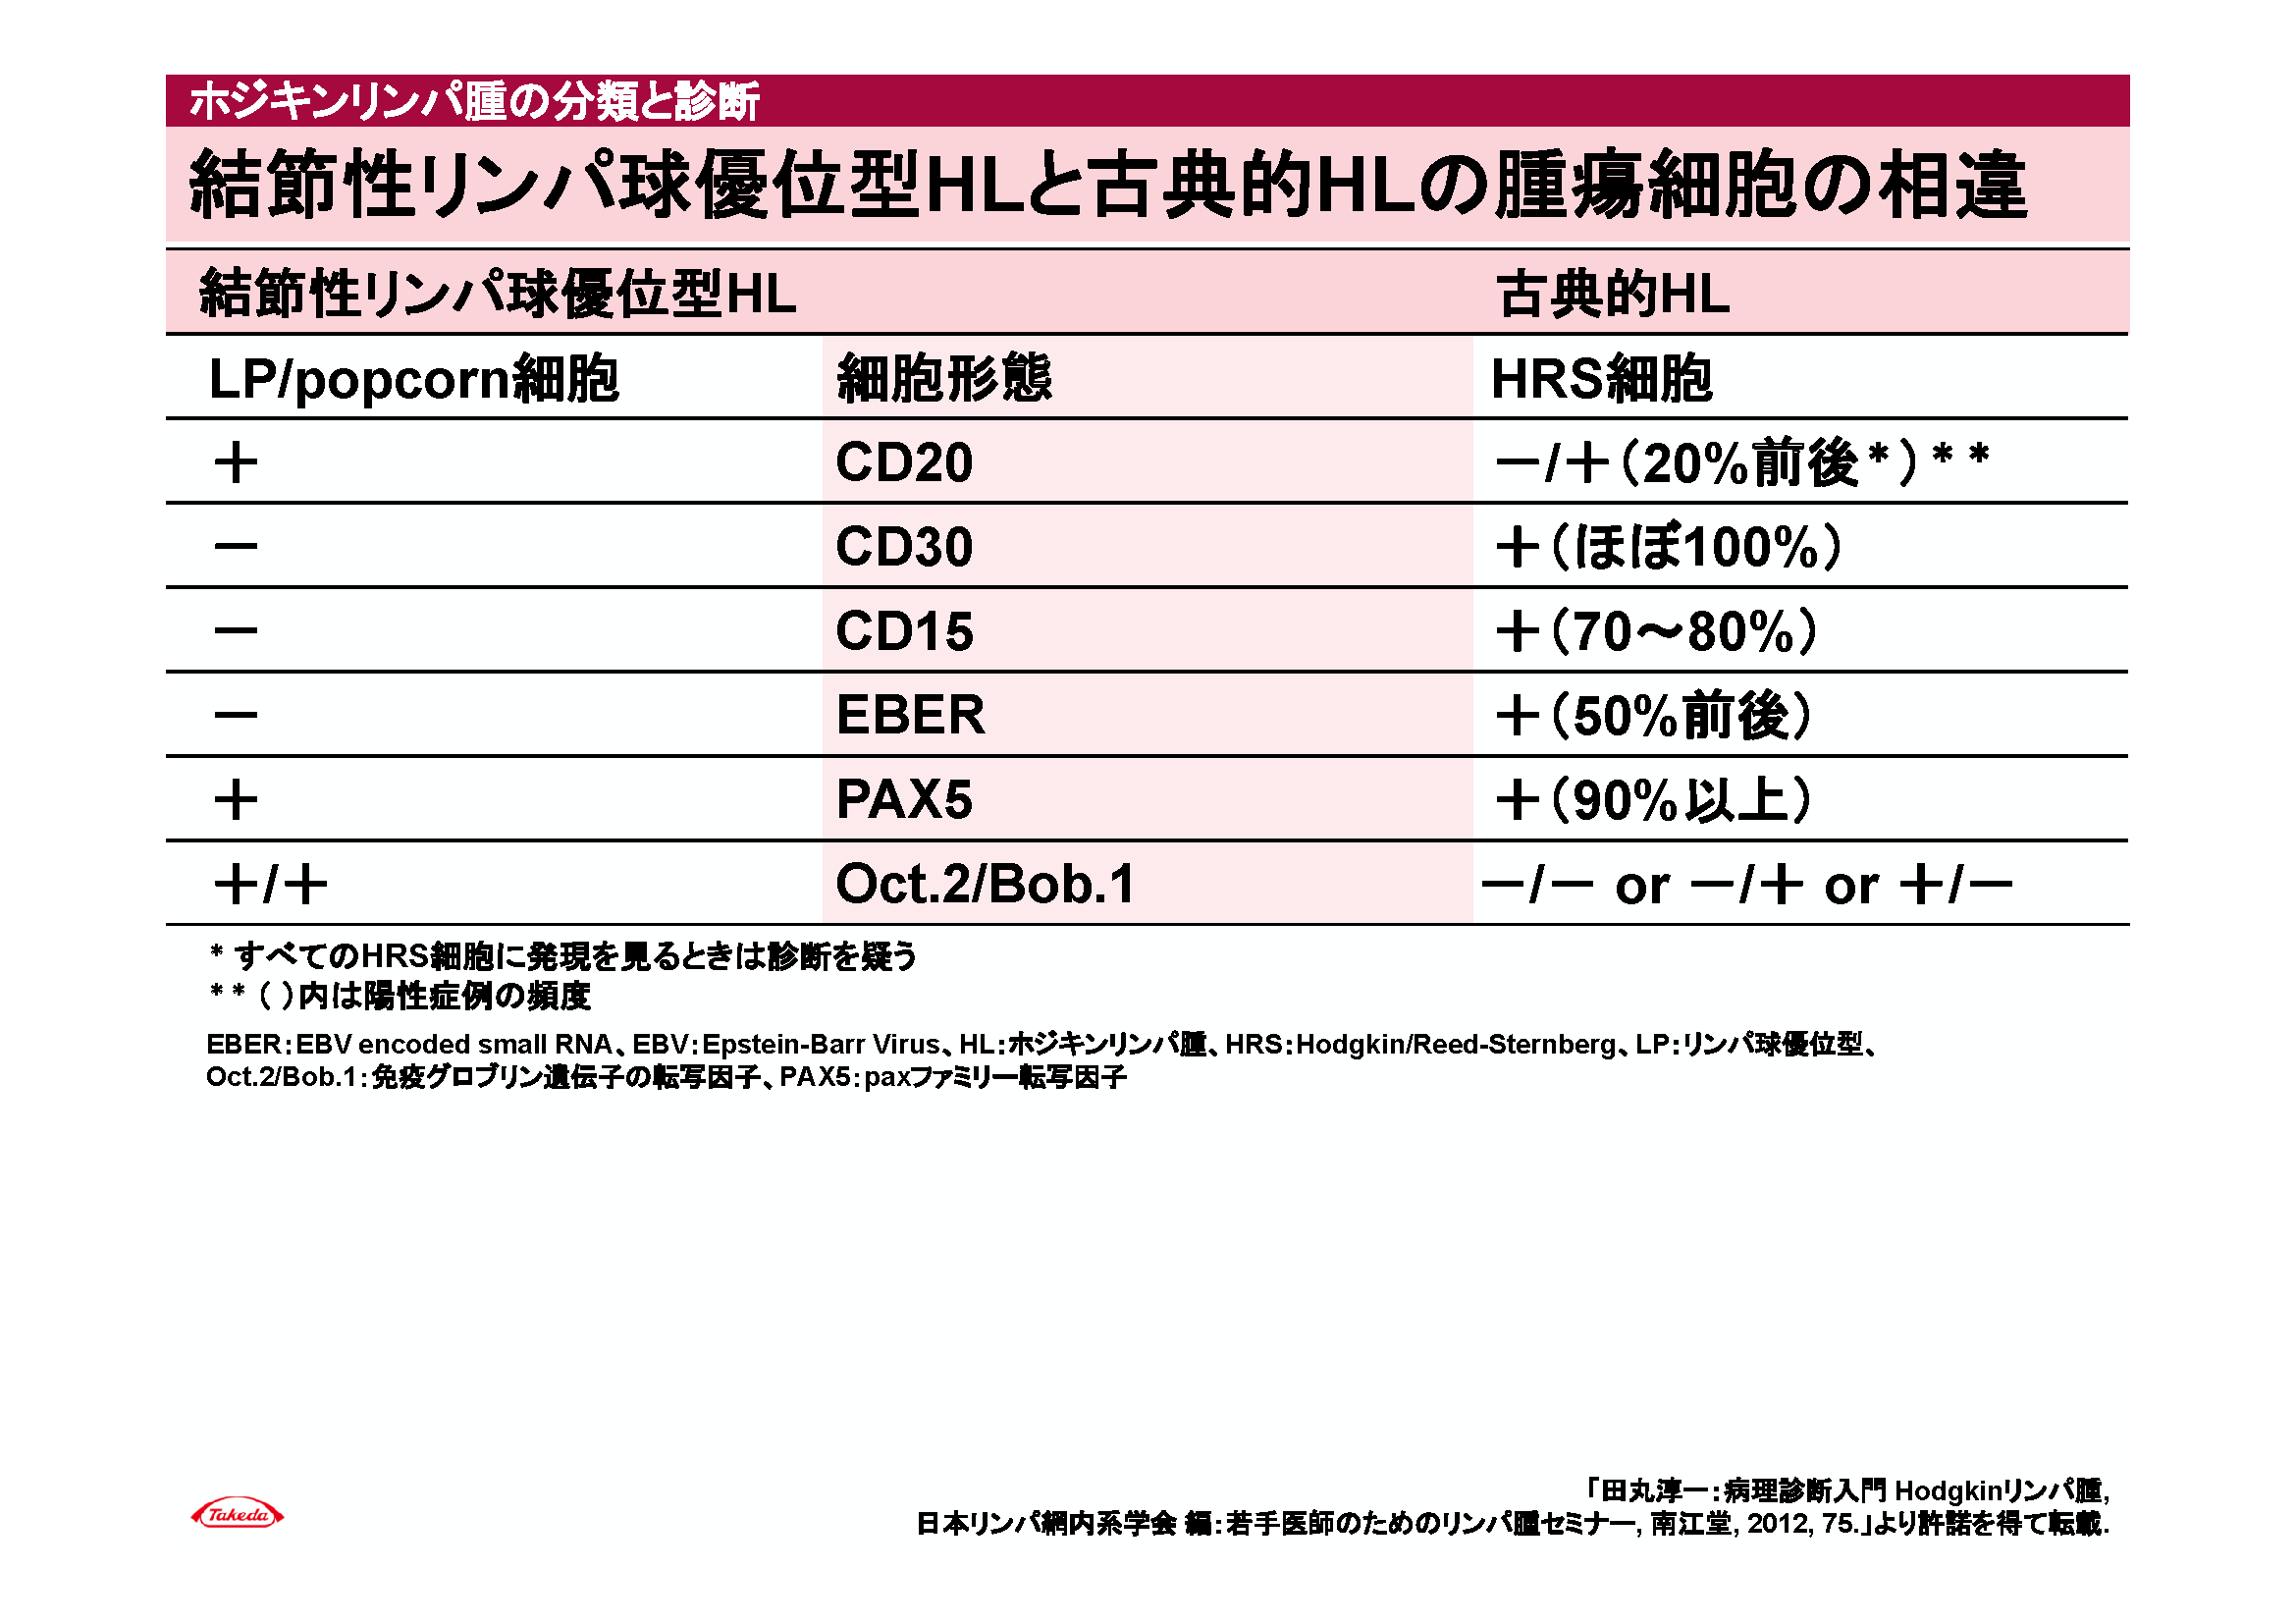 ホジキンリンパ腫の分類と診断
結節性リンパ球優位型HLと古典的HLの腫瘍細胞の相違
結節性リンパ球優位型HL 古典的HL
LP/popcorn細胞 細胞形態 HRS細胞
＋ CD20 －/＋（20%前後*）**
－ CD30 ＋（ほぼ100%）
－ CD15 ＋（70～80%）
－ EBER ＋（50%前後）
＋ PAX5 ＋（90%以上）
＋/＋ Oct.2/Bob.1 －/－ or －/＋ or ＋/－
* すべてのHRS細胞に発現を見るときは診断を疑う
** （ ）内は陽性症例の頻度
EBER：EBV encoded small RNA、EBV：Epstein-Barr Virus、HL：ホジキンリンパ腫、HRS：Hodgkin/Reed-Sternberg、LP：リンパ球優位型、
Oct.2/Bob.1：免疫グロブリン遺伝子の転写因子、PAX5：paxファミリー転写因子
「田丸淳一：病理診断入門 Hodgkinリンパ腫,
日本リンパ網内系学会 編：若手医師のためのリンパ腫セミナー, 南江堂, 2012, 75.」より許諾を得て転載.
Takeda